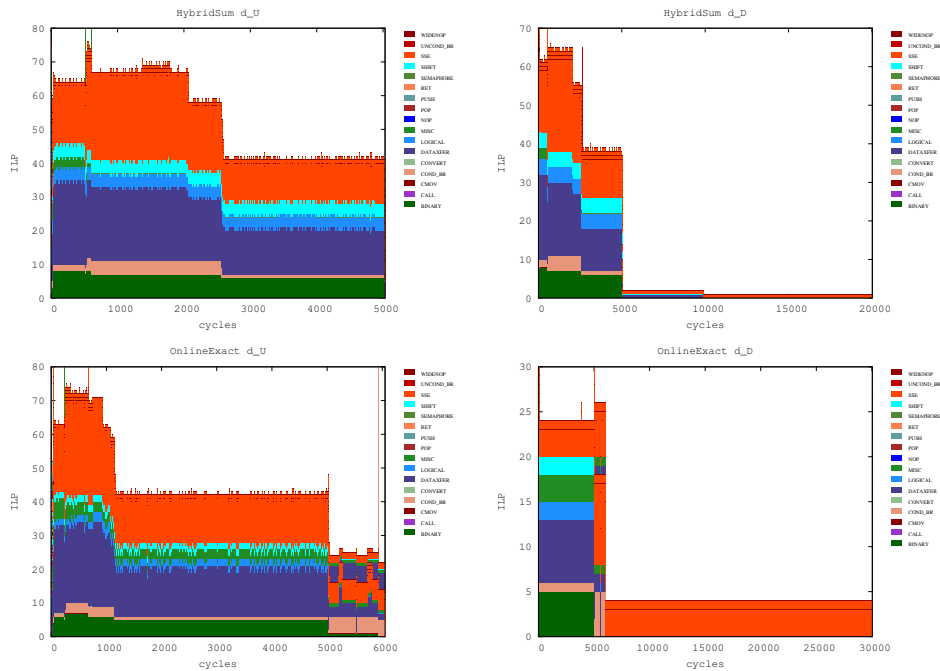 HybridSum d_U
80
70
60
50
40
30
20
10
0
ILP
0 1000 2000 3000 4000 5000
cycles
WIDENOP
UNCOND_BR
SSE
SHIFT
SEMAPHORE
RET
PUSH
POP
NOP
MISC
LOGICAL
DATAXFER
CONVERT
COND_BR
CMOV
CALL
BINARY
HybridSum d_D
70
60
50
40
30
20
10
0
ILP
0 5000 10000 15000 20000
cycles
WIDENOP
UNCOND_BR
SSE
SHIFT
SEMAPHORE
RET
PUSH
POP
NOP
MISC
LOGICAL
DATAXFER
CONVERT
COND_BR
CMOV
CALL
BINARY
OnlineExact d_U
80
70
60
50
40
30
20
10
0
ILP
0 1000 2000 3000 4000 5000 6000
cycles
WIDENOP
UNCOND_BR
SSE
SHIFT
SEMAPHORE
RET
PUSH
POP
MISC
LOGICAL
DATAXFER
CONVERT
COND_BR
CMOV
CALL
BINARY
OnlineExact d_D
30
25
20
15
10
5
0
ILP
0 5000 10000 15000 20000 25000 30000
cycles
WIDENOP
UNCOND_BR
SSE
SHIFT
SEMAPHORE
RET
PUSH
POP
NOP
MISC
LOGICAL
DATAXFER
CONVERT
COND_BR
CMOV
CALL
BINARY